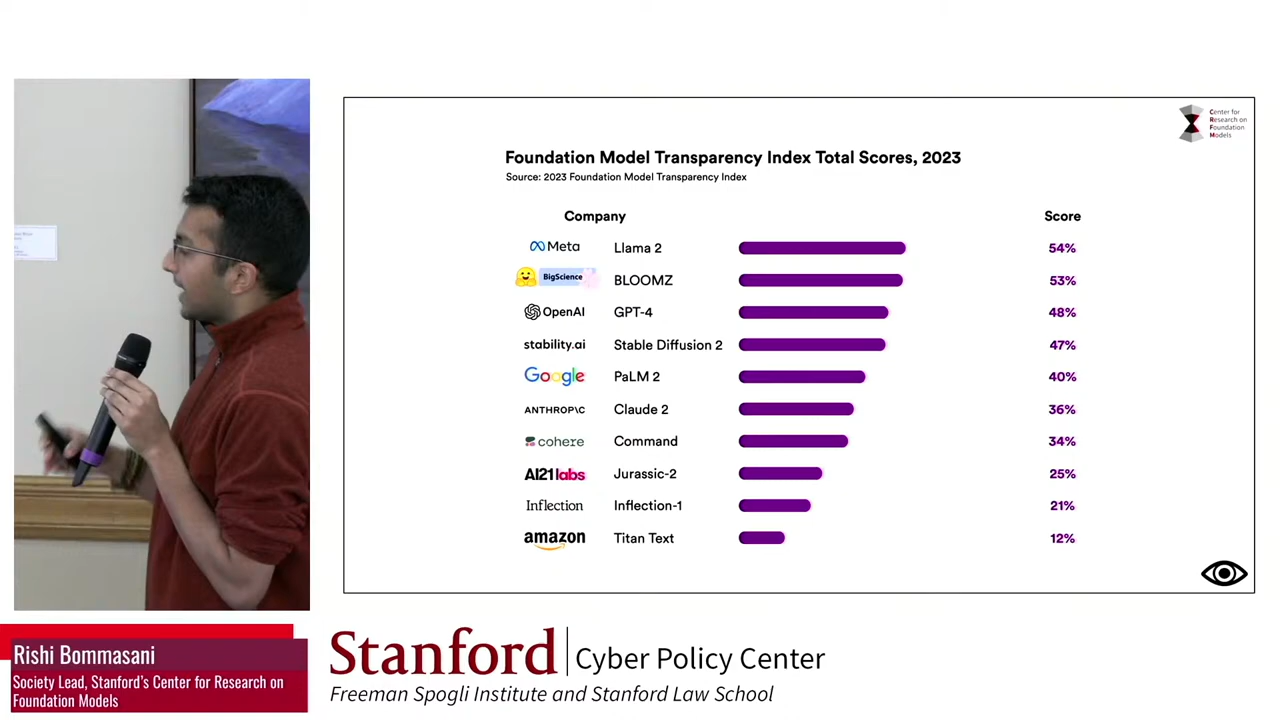 Center for
Research on
Foundation
Models
Foundation Model Transparency Index Total Scores, 2023
Source: 2023 Foundation Model Transparency Index
Company Score
Meta Llama 2 54%
BigScience BLOOMZ 53%
OpenAI GPT-4 48%
stability.ai Stable Diffusion 2 47%
Google PaLM 2 40%
ANTHROP\C Claude 2 36%
cohere Command 34%
AI21labs Jurassic-2 25%
Inflection Inflection-1 21%
amazon Titan Text 12%
Rishi Bommasani
Society Lead, Stanford's Center for Research on
Foundation Models
Stanford Cyber Policy Center
Freeman Spogli Institute and Stanford Law School